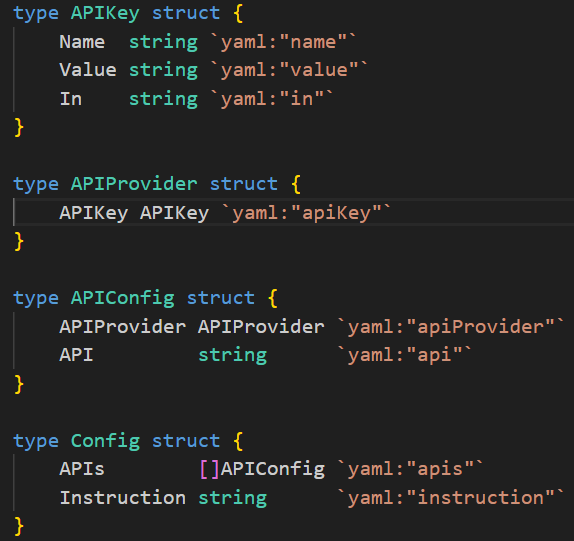 type APIKey struct {
    Name  string `yaml:"name"`
    Value string `yaml:"value"`
    In    string `yaml:"in"`
}

type APIProvider struct {
    APIKey APIKey `yaml:"apiKey"`
}

type APIConfig struct {
    APIProvider APIProvider `yaml:"apiProvider"`
    API         string      `yaml:"api"`
}

type Config struct {
    APIs        []APIConfig `yaml:"apis"`
    Instruction string      `yaml:"instruction"`
}